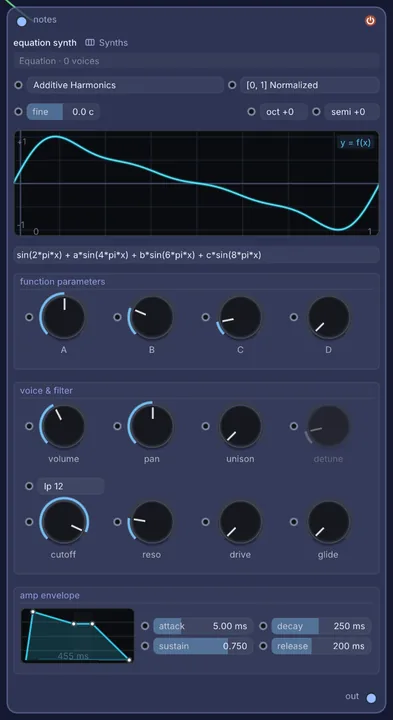 notes
equation synth Synths
Equation · 0 voices
Additive Harmonics [0, 1] Normalized
fine 0.0 c oct +0 semi +0
+1 y = f(x)
-1 0 1
sin(2*pi*x) + a*sin(4*pi*x) + b*sin(6*pi*x) + c*sin(8*pi*x)
function parameters
A B C D
voice & filter
volume pan unison detune
lp 12
cutoff reso drive glide
amp envelope
attack 5.00 ms decay 250 ms
sustain 0.750 release 200 ms
455 ms
out